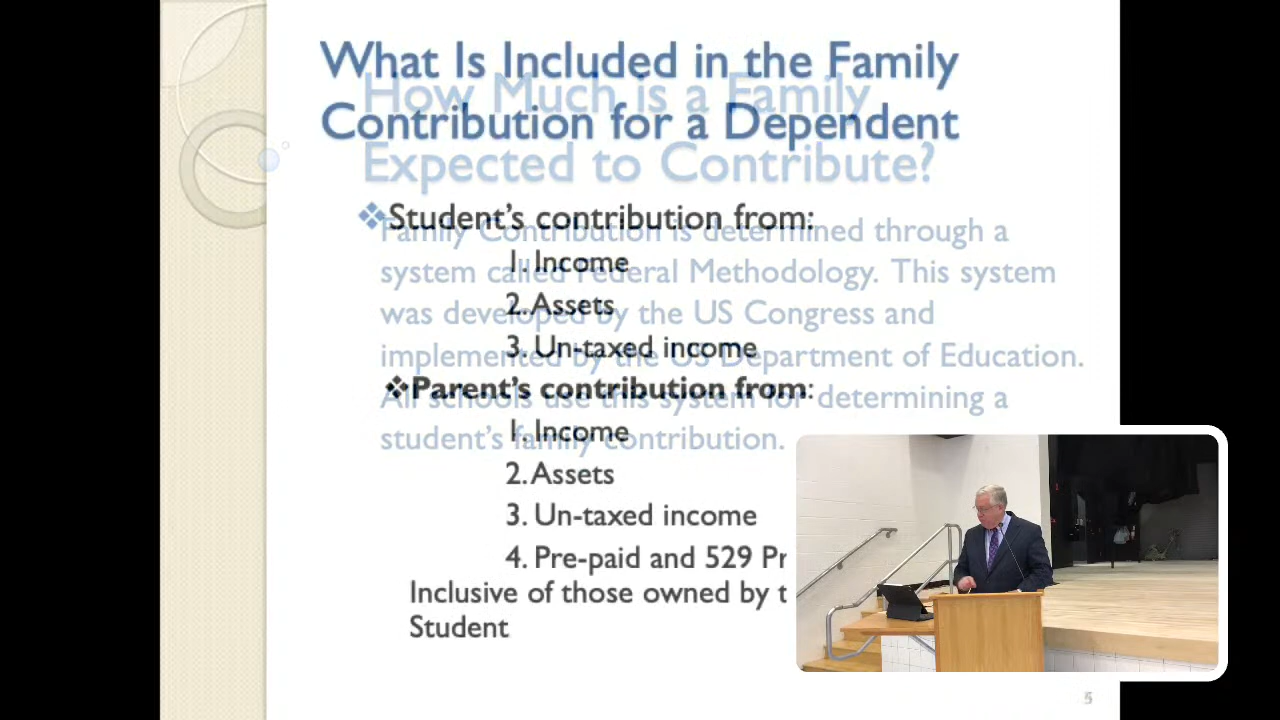 What Is Included in the Family
Contribution for a Dependent
How Much is a Family
Expected to Contribute?
❖Student's contribution from:
1. Income
2. Assets
3. Un-taxed income
❖Parent's contribution from:
1. Income
2. Assets
3. Un-taxed income
4. Pre-paid and 529 Pr
Inclusive of those owned by t
Student
Family Contribution is determined through a
system called Federal Methodology. This system
was developed by the US Congress and
implemented by the US Department of Education.
All schools use this system for determining a
student's family contribution.
5